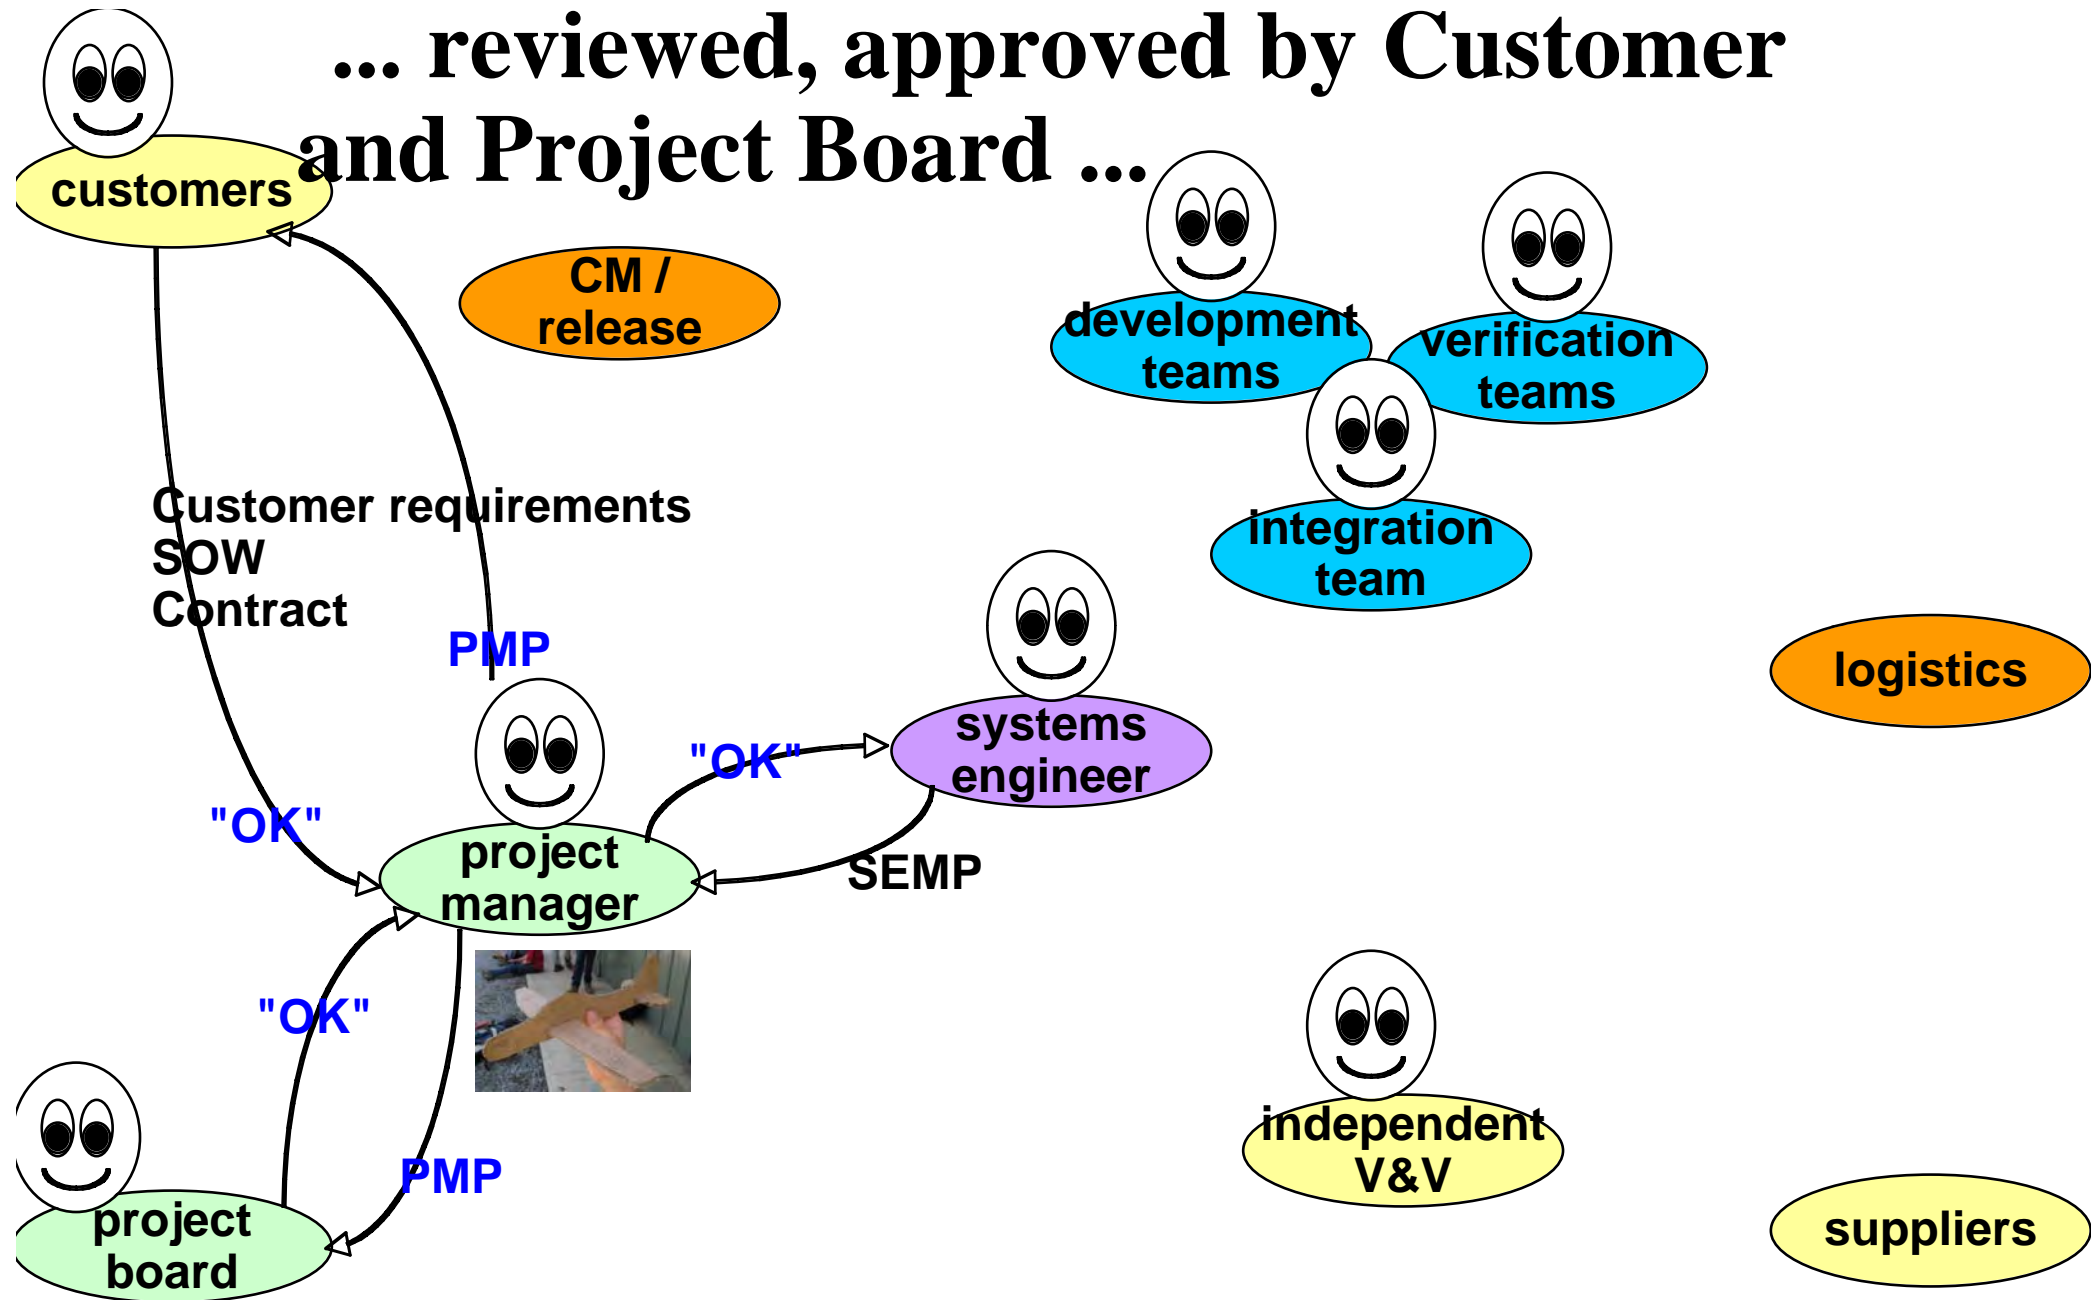 ... reviewed, approved by Customer
and Project Board ...
customers
CM /
release
development
teams
verification
teams
integration
team
Customer requirements
SOW
Contract
PMP
systems
engineer
logistics
"OK"
"OK"
project
manager
SEMP
"OK"
PMP
independent
V&V
project
board
suppliers